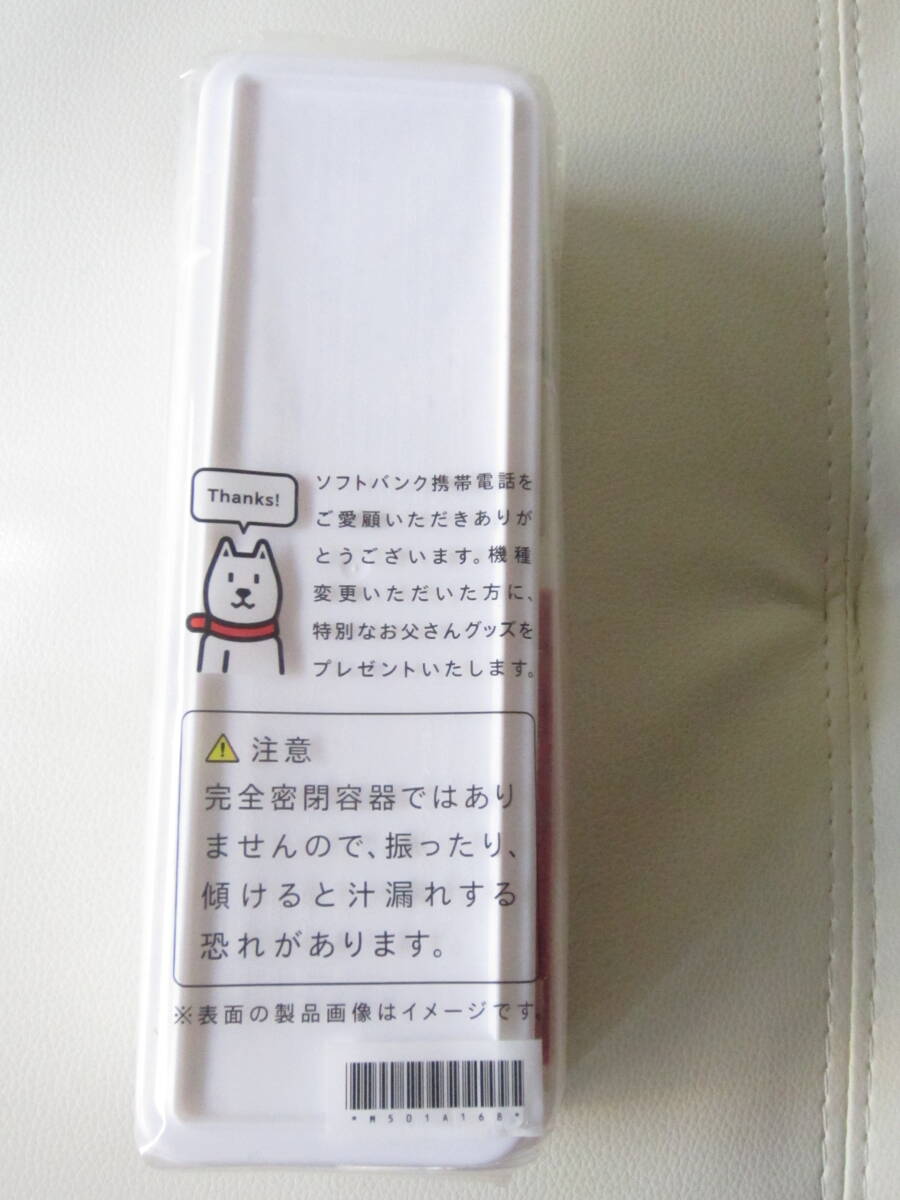 Thanks!
ソフトバンク携帯電話を
ご愛顧いただきありが
とうございます。機種
変更いただいた方に、
特別なお父さんグッズを
プレゼントいたします。
注意
完全密閉容器ではあり
ませんので、振ったり、
傾けると汁漏れする
恐れがあります。
※表面の製品画像はイメージです。
*M501A168*